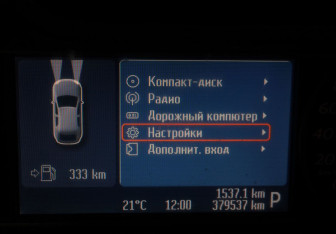 Компакт-диск
Радио
Дорожный компютер
Настройки
Дополнит. вход
333 km
1537.1 km
21°C 12:00 379537 km P